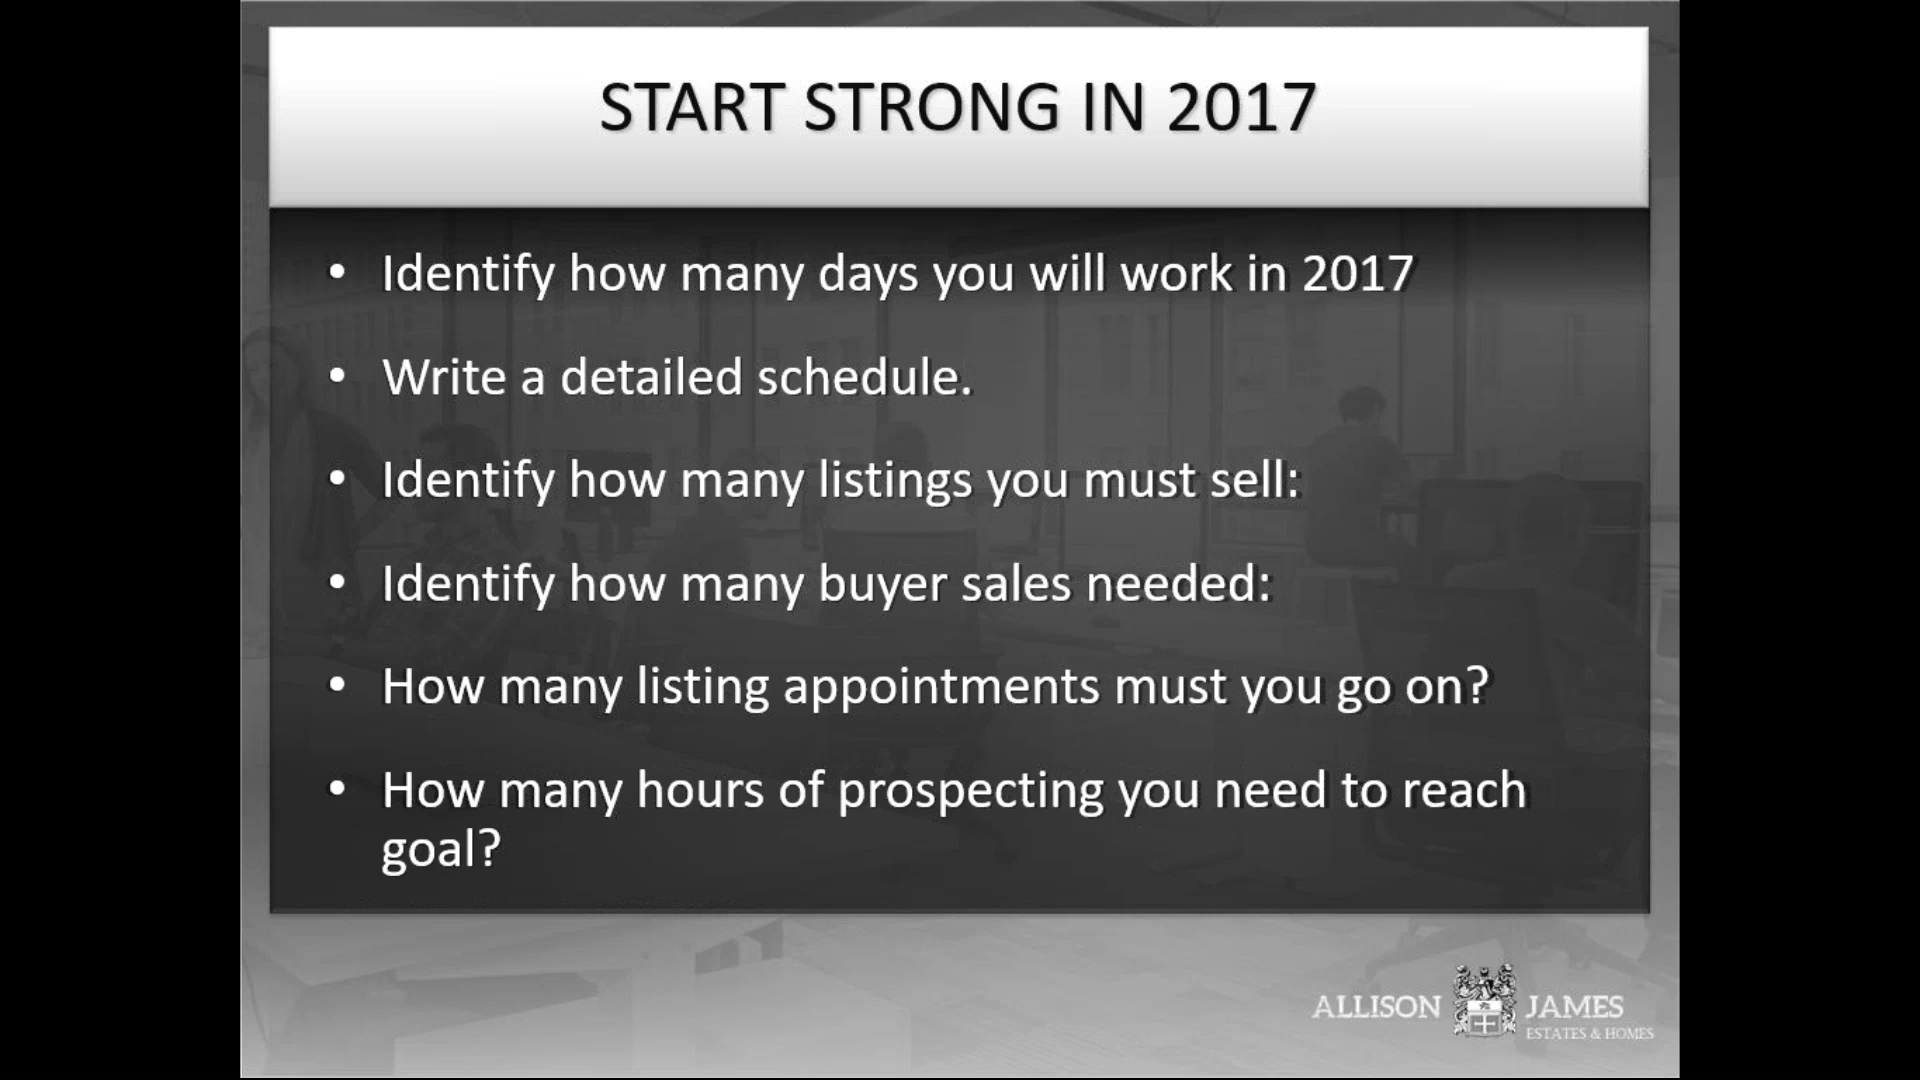 START STRONG IN 2017
• Identify how many days you will work in 2017
• Write a detailed schedule.
• Identify how many listings you must sell:
• Identify how many buyer sales needed:
• How many listing appointments must you go on?
• How many hours of prospecting you need to reach
goal?
ALLISON JAMES
ESTATES & HOMES